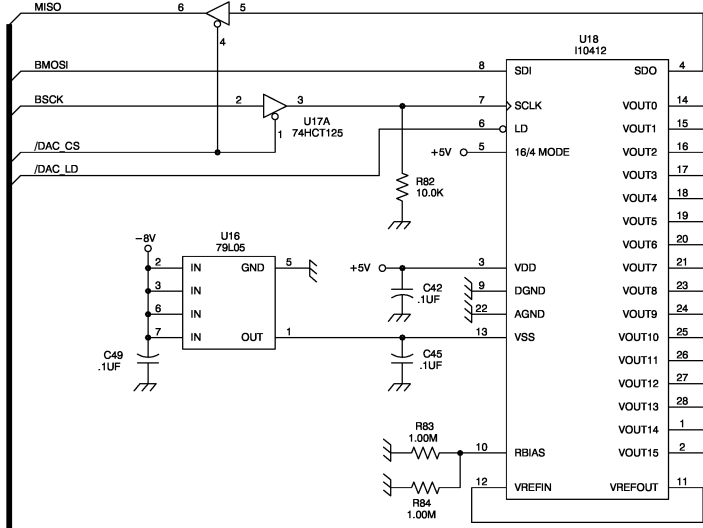 MISO 6 5
4
U18
I10412
BMOSI 8 SDI SDO 4
BSCK 2 3 7 SCLK VOUT0 14
U17A
74HCT125
1
6 LD VOUT1 15
/DAC_CS +5V 5 16/4 MODE VOUT2 16
/DAC_LD VOUT3 17
R82
10.0K
VOUT4 18
VOUT5 19
-8V
U16
79L05
VOUT6 20
2 IN GND 5 +5V 3 VDD VOUT7 21
3 IN C42
.1UF
9 DGND VOUT8 23
6 IN 22 AGND VOUT9 24
7 IN OUT 1 13 VSS VOUT10 25
C49
.1UF
C45
.1UF
VOUT11 26
VOUT12 27
VOUT13 28
R83
1.00M
VOUT14 1
10 RBIAS VOUT15 2
12 VREFIN VREFOUT 11
R84
1.00M